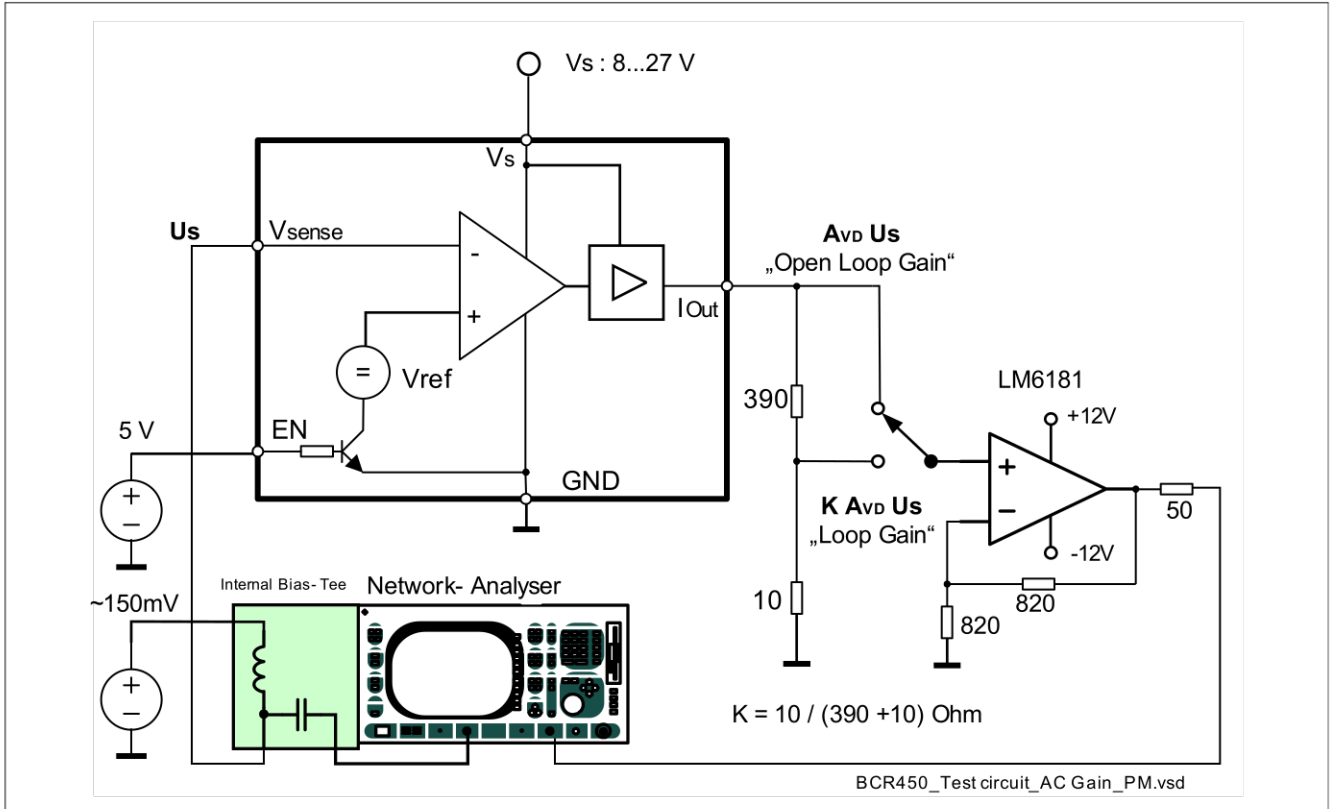 Vs : 8...27 V
Vs
Us
Vsense
-
+
=
Vref
EN
5 V
+
−
GND
IOut
AVD Us
„Open Loop Gain“
390
LM6181
+12V
+
−
-12V
K AVD Us
„Loop Gain“
50
10
820
820
Internal Bias-Tee
Network- Analyser
~150mV
+
−
K = 10 / (390 +10) Ohm
BCR450_Test circuit_AC Gain_PM.vsd